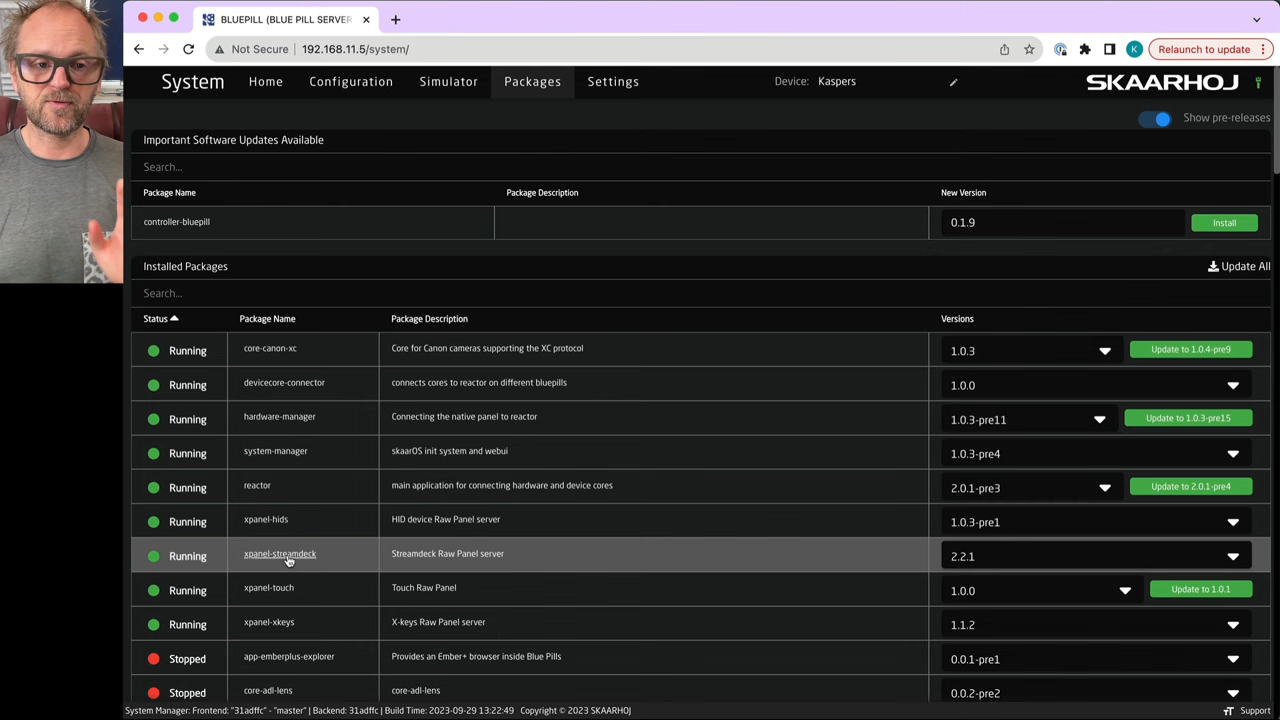 BLUEPILL (BLUE PILL SERVER
Not Secure 192.168.11.5/system/
K Relaunch to update
System Home Configuration Simulator Packages Settings Device: Kaspers SKAARHOJ
Show pre-releases
Important Software Updates Available
Search...
Package Name Package Description New Version
controller-bluepill 0.1.9 Install
Installed Packages Update All
Search...
Status Package Name Package Description Versions
Running core-canon-xc Core for Canon cameras supporting the XC protocol 1.0.3 Update to 1.0.4-pre9
Running devicecore-connector connects cores to reactor on different bluepills 1.0.0
Running hardware-manager Connecting the native panel to reactor 1.0.3-pre11 Update to 1.0.3-pre15
Running system-manager skaarOS init system and webui 1.0.3-pre4
Running reactor main application for connecting hardware and device cores 2.0.1-pre3 Update to 2.0.1-pre4
Running xpanel-hids HID device Raw Panel server 1.0.3-pre1
Running xpanel-streamdeck Streamdeck Raw Panel server 2.2.1
Running xpanel-touch Touch Raw Panel 1.0.0 Update to 1.0.1
Running xpanel-xkeys X-keys Raw Panel server 1.1.2
Stopped app-emberplus-explorer Provides an Ember+ browser inside Blue Pills 0.0.1-pre1
Stopped core-adl-lens core-adl-lens 0.0.2-pre2
System Manager: Frontend: "31adffc" - "master" | Backend: 31adffc | Build Time: 2023-09-29 13:22:49 Copyright © 2023 SKAARHOJ TT Support